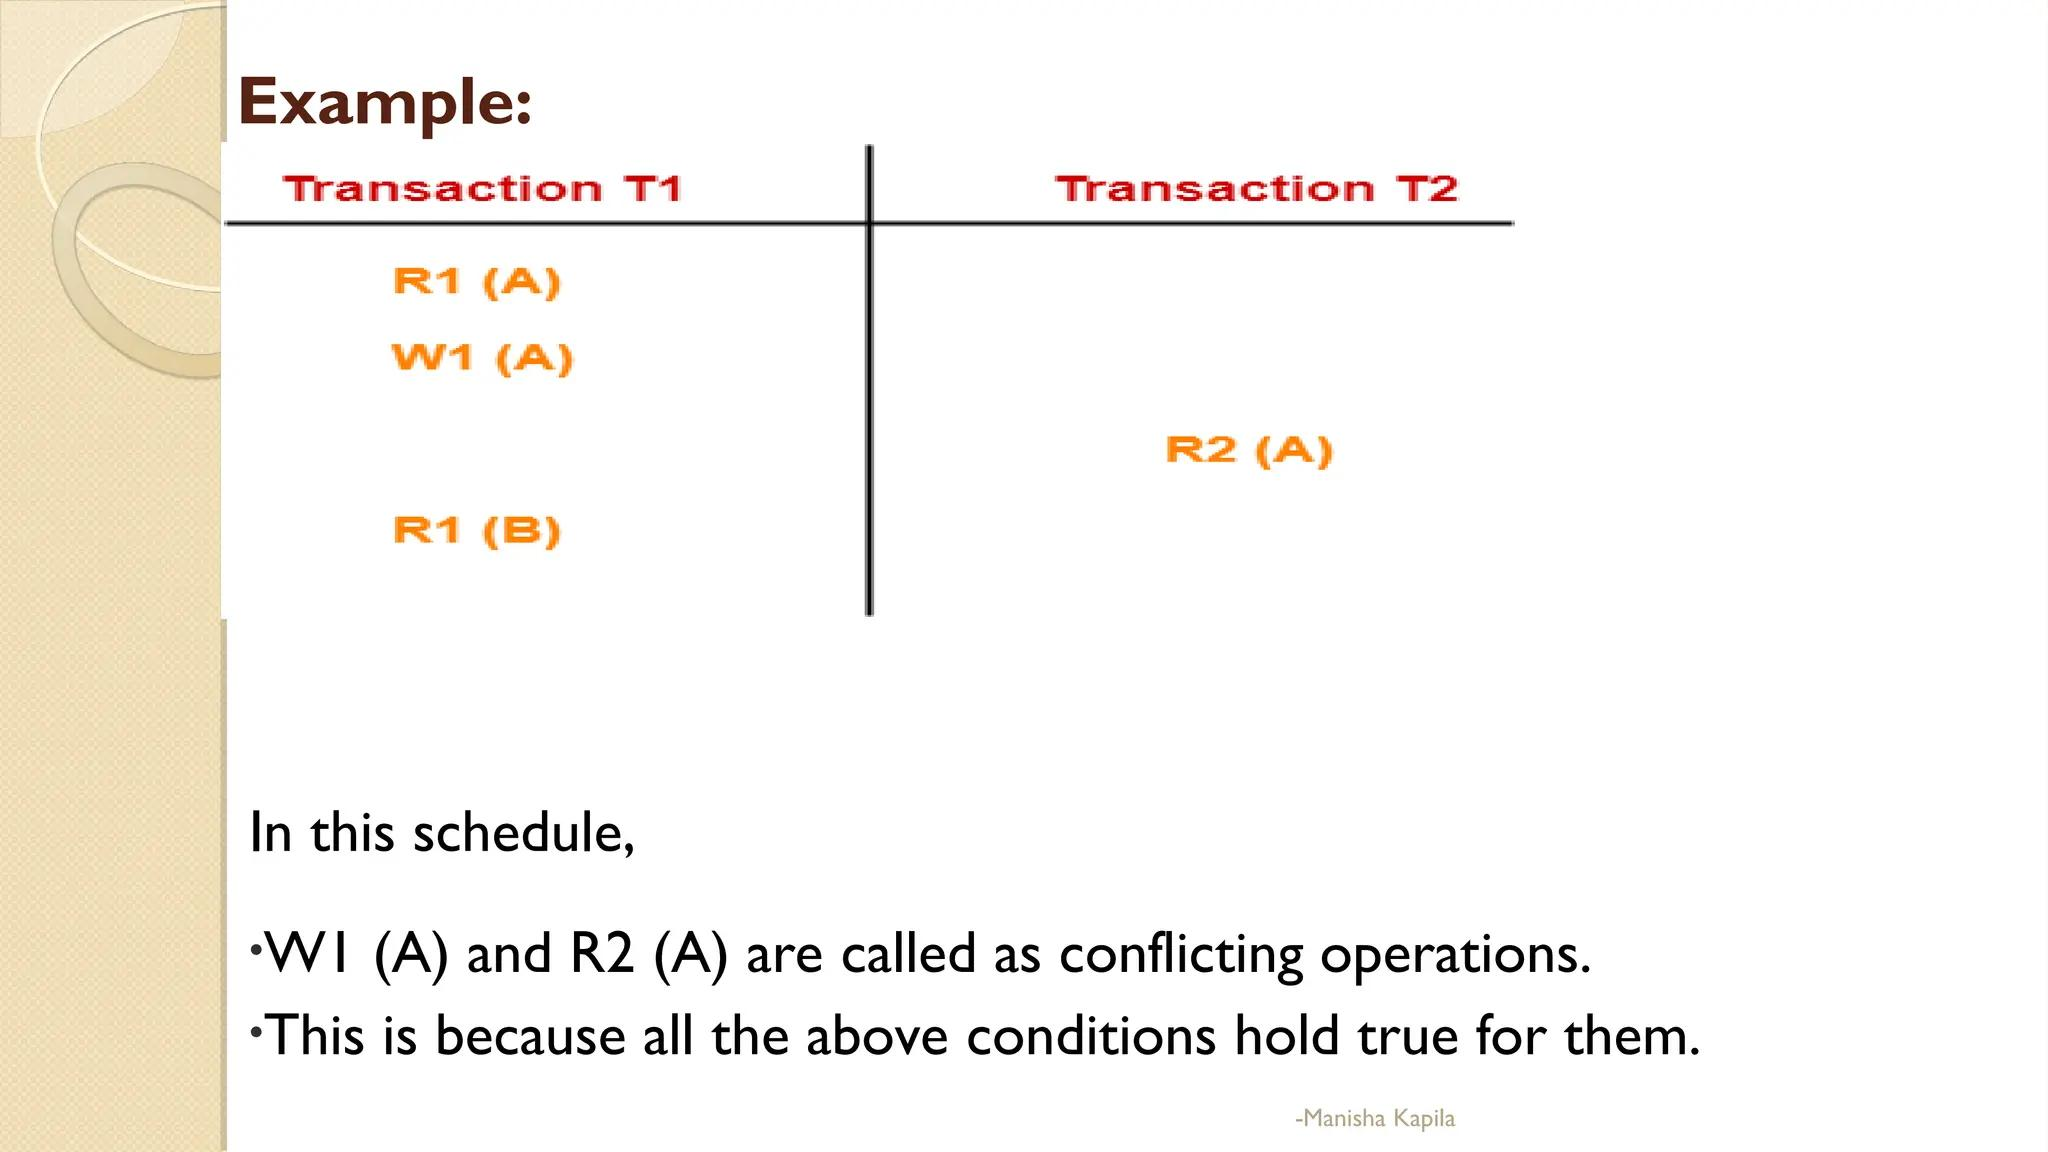 Example:
Transaction T1 Transaction T2
R1 (A)
W1 (A)
R2 (A)
R1 (B)
In this schedule,
•W1 (A) and R2 (A) are called as conflicting operations.
•This is because all the above conditions hold true for them.
-Manisha Kapila